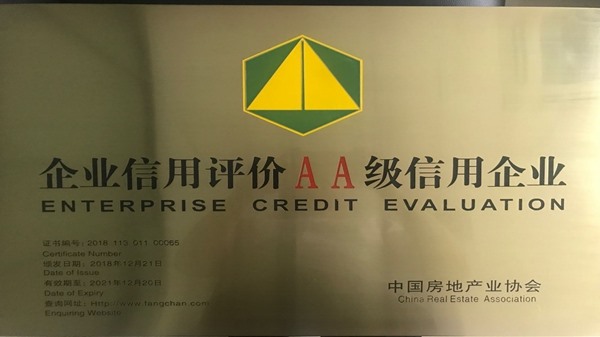 企业信用评价AA级信用企业
ENTERPRISE CREDIT EVALUATION
证书编号:2018 110 011 00055
Certificate Number
颁发日期:2018年12月21日
Date of Issue
有效期至:2021年12月20日
Date of Expiry
查询网址:Http://www.fangchan.com
Enquiring Website
中国房地产业协会
China Real Estate Association